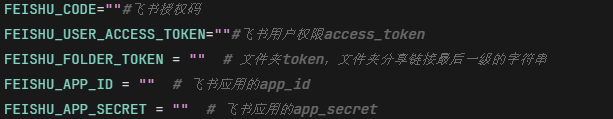 FEISHU_CODE=""#飞书授权码
FEISHU_USER_ACCESS_TOKEN=""#飞书用户权限access_token
FEISHU_FOLDER_TOKEN = ""  # 文件夹token，文件夹分享链接最后一级的字符串
FEISHU_APP_ID = ""  # 飞书应用的app_id
FEISHU_APP_SECRET = ""  # 飞书应用的app_secret